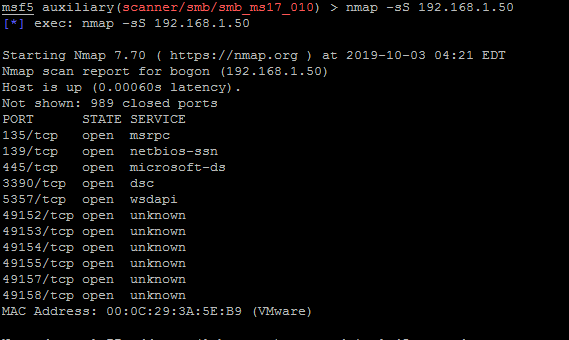 msf5 auxiliary(scanner/smb/smb_ms17_010) > nmap -sS 192.168.1.50
[*] exec: nmap -sS 192.168.1.50
Starting Nmap 7.70 ( https://nmap.org ) at 2019-10-03 04:21 EDT
Nmap scan report for bogon (192.168.1.50)
Host is up (0.00060s latency).
Not shown: 989 closed ports
PORT      STATE SERVICE
135/tcp   open  msrpc
139/tcp   open  netbios-ssn
445/tcp   open  microsoft-ds
3390/tcp  open  dsc
5357/tcp  open  wsdapi
49152/tcp open  unknown
49153/tcp open  unknown
49154/tcp open  unknown
49155/tcp open  unknown
49157/tcp open  unknown
49158/tcp open  unknown
MAC Address: 00:0C:29:3A:5E:B9 (VMware)